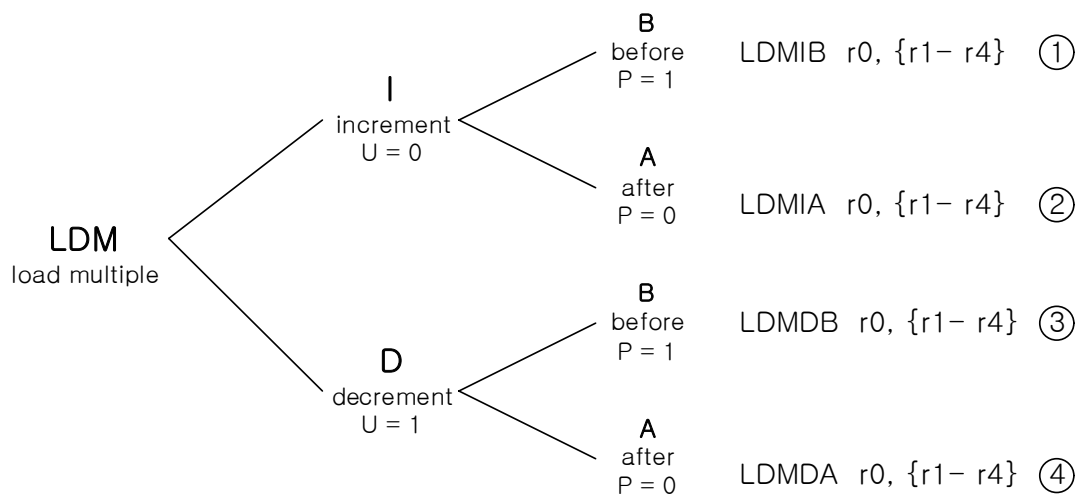 LDM
load multiple
I
increment
U = 0
B
before
P = 1
LDMIB r0, {r1- r4} ①
A
after
P = 0
LDMIA r0, {r1- r4} ②
D
decrement
U = 1
B
before
P = 1
LDMDB r0, {r1- r4} ③
A
after
P = 0
LDMDA r0, {r1- r4} ④